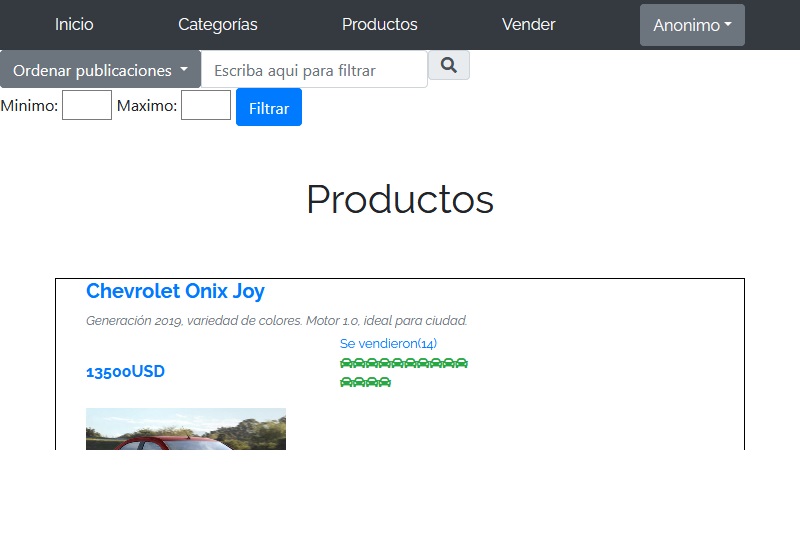 Inicio Categorías Productos Vender Anonimo
Ordenar publicaciones Escriba aqui para filtrar
Minimo: Maximo: Filtrar
Productos
Chevrolet Onix Joy
Generación 2019, variedad de colores. Motor 1.0, ideal para ciudad.
Se vendieron(14)
13500USD